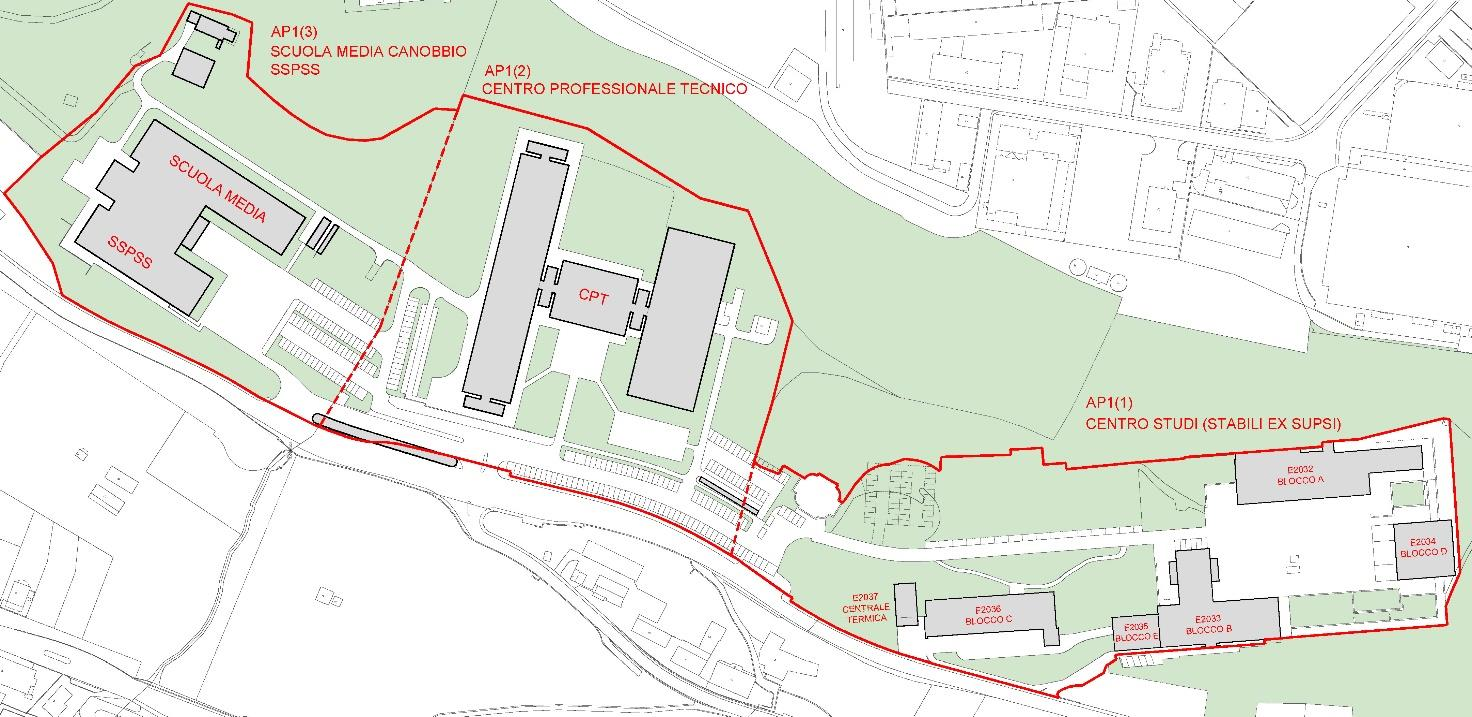 AP1(3)
SCUOLA MEDIA CANOBBIO
SSPSS
AP1(2)
CENTRO PROFESSIONALE TECNICO
SCUOLA MEDIA
SSPSS
CPT
AP1(1)
CENTRO STUDI (STABILI EX SUPSI)
E2032
BLOCCO A
E2034
BLOCCO D
E2037
CENTRALE
TERMICA
E2036
BLOCCO C
E2035
BLOCCO E
E2033
BLOCCO B